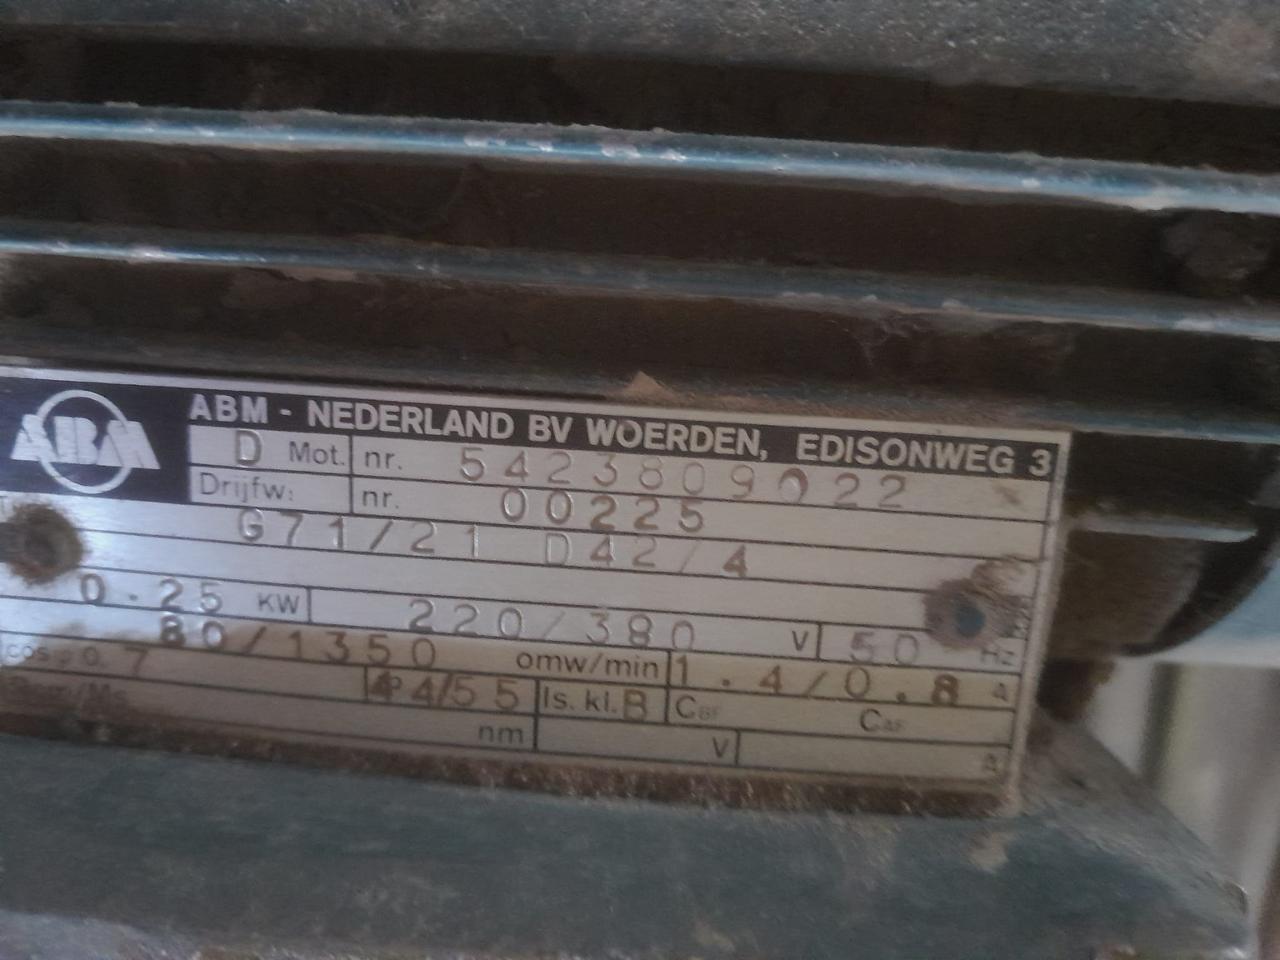 ABM
ABM - NEDERLAND BV WOERDEN, EDISONWEG 3
D Mot. nr. 5423809022
Drijfw: nr. 00225
G71/21 D42/4
0.25 KW 220/380 V 50 Hz
80/1350 omw/min 1.4/0.8 A
cos φ 0.7 44/55 Is. kl. B CBF CAF
nm V A